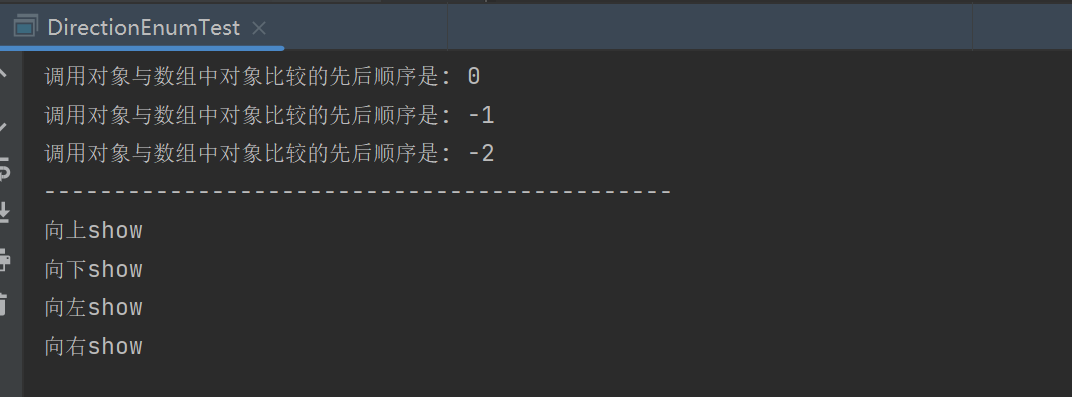 DirectionEnumTest
调用对象与数组中对象比较的先后顺序是: 0
调用对象与数组中对象比较的先后顺序是: -1
调用对象与数组中对象比较的先后顺序是: -2
---------------------------------------------
向上show
向下show
向左show
向右show